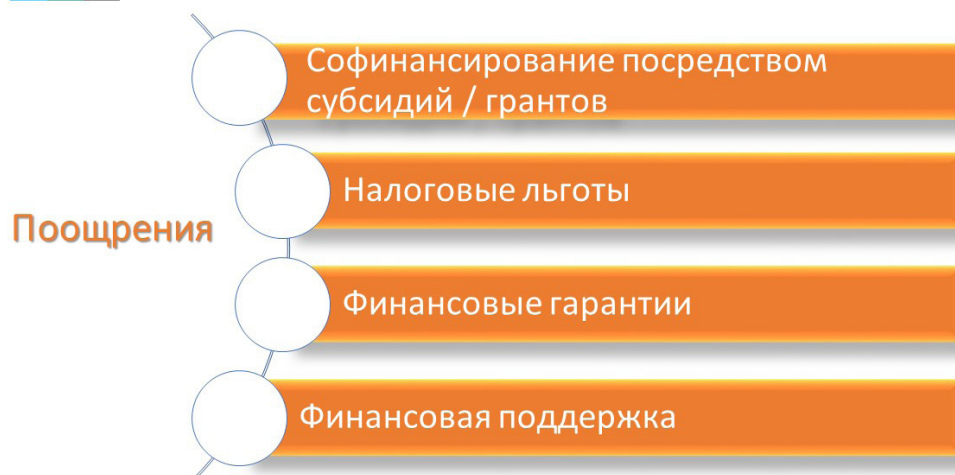 Софинансирование посредством
субсидий / грантов
Налоговые льготы
Поощрения
Финансовые гарантии
Финансовая поддержка